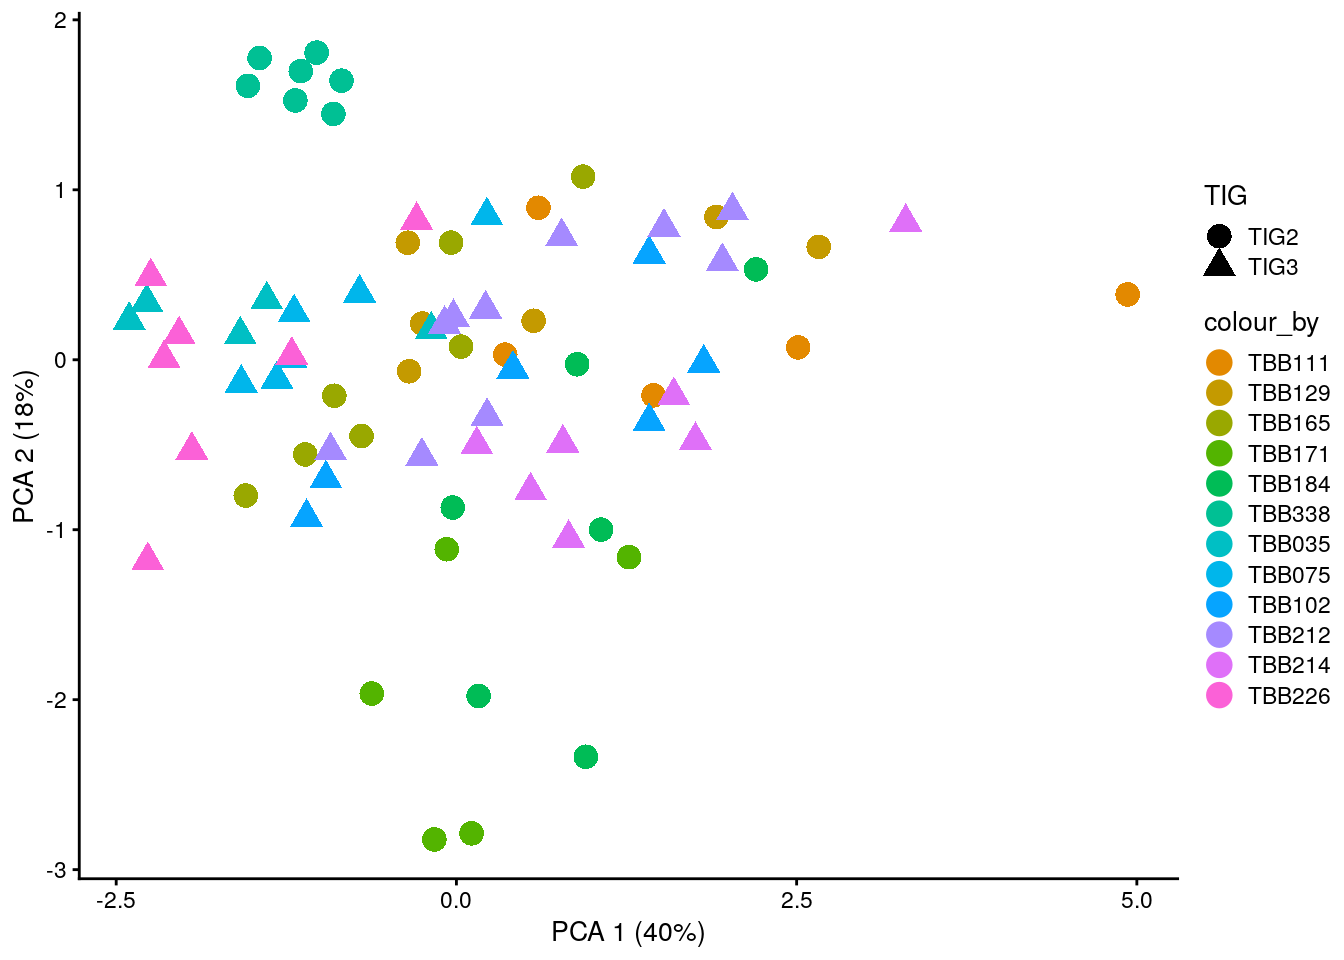 2
1
0
-1
-2
-3
PCA 2 (18%)
-2.5
0.0
2.5
5.0
PCA 1 (40%)
TIG
TIG2
TIG3
colour_by
TBB111
TBB129
TBB165
TBB171
TBB184
TBB338
TBB035
TBB075
TBB102
TBB212
TBB214
TBB226